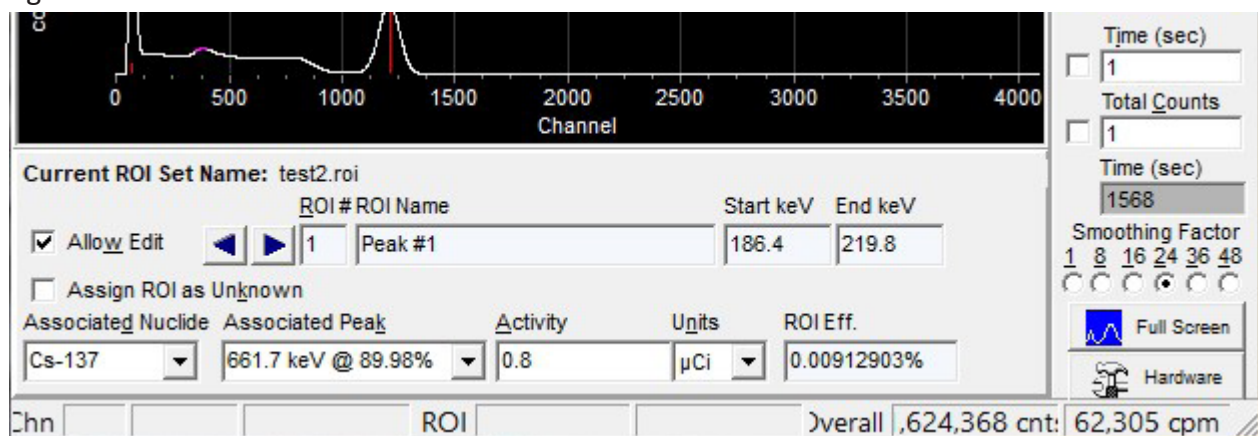 0 500 1000 1500 2000 2500 3000 3500 4000
Channel
Time (sec)
1
Total Counts
1
Time (sec)
1568
Smoothing Factor
1 8 16 24 36 48
Full Screen
Hardware
Current ROI Set Name: test2.roi
ROI # ROI Name Start keV End keV
Allow Edit 1 Peak #1 186.4 219.8
Assign ROI as Unknown
Associated Nuclide Associated Peak Activity Units ROI Eff.
Cs-137 661.7 keV @ 89.98% 0.8 µCi 0.00912903%
ROI ,624,368 62,305 cpm